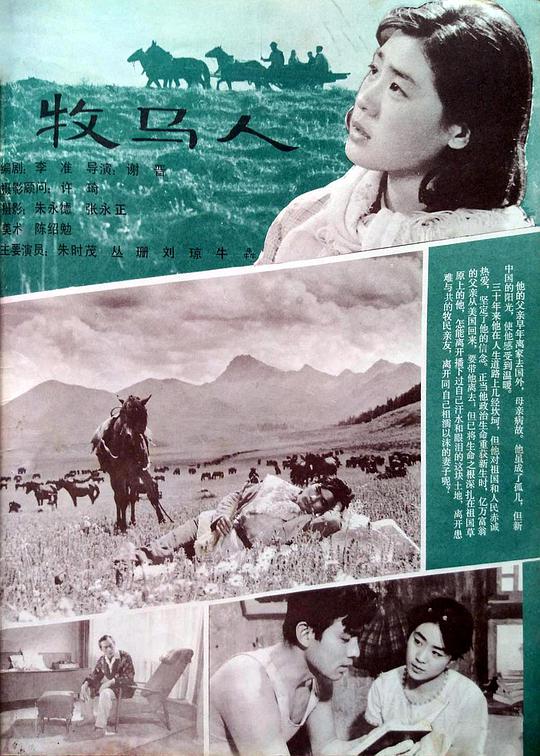 牧马人
编剧：李 准 导演：谢 晋
摄影顾问：许 琦
摄影：朱永德 张永正
美术 陈绍勉
主要演员：朱时茂 丛 珊 刘 琼 牛 犇
他的父亲早年离家去国外，母亲病故。他虽成了孤儿，但新
中国的阳光，使他感受到温暖。
三十年来他在人生道路上几经坎坷，但他对祖国和人民赤诚
热爱，坚定了他的信念。正当他政治生命重获新生时，亿万富翁
的父亲从美国回来，要带他离去。但已将生命之根深扎在祖国草
原上的他，怎能离开播下过自己汗水和眼泪的这块土地，离开患
难与共的牧民亲友，离开同自己相濡以沫的妻子呢？